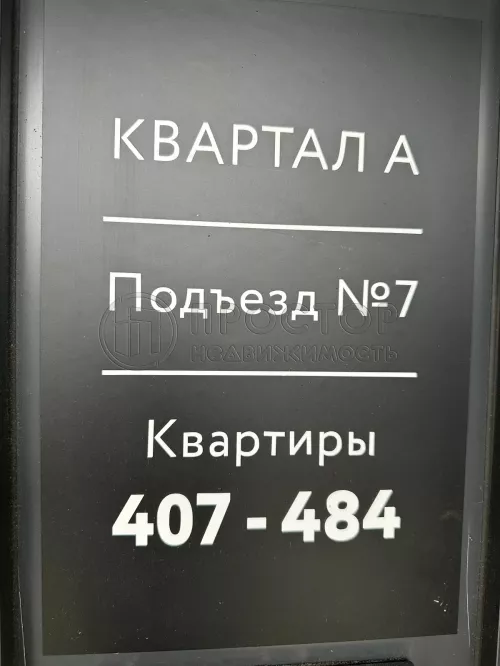 КВАРТАЛ А
Подъезд №7
ПРОСТОР
НЕДВИЖИМОСТЬ
Квартиры
407 - 484